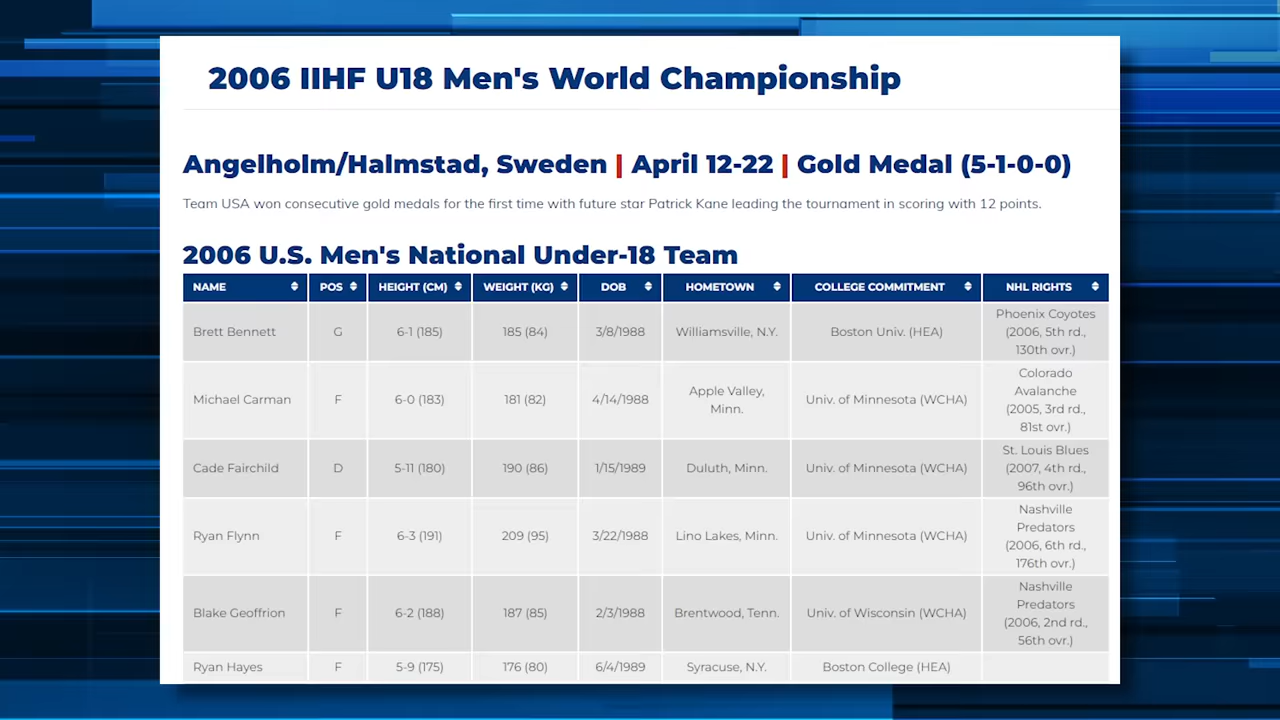 2006 IIHF U18 Men's World Championship
Angelholm/Halmstad, Sweden | April 12-22 | Gold Medal (5-1-0-0)
Team USA won consecutive gold medals for the first time with future star Patrick Kane leading the tournament in scoring with 12 points.
2006 U.S. Men's National Under-18 Team
NAME POS HEIGHT (CM) WEIGHT (KG) DOB HOMETOWN COLLEGE COMMITMENT NHL RIGHTS
Brett Bennett G 6-1 (185) 185 (84) 3/8/1988 Williamsville, N.Y. Boston Univ. (HEA) Phoenix Coyotes
(2006, 5th rd.,
130th ovr.)
Michael Carman F 6-0 (183) 181 (82) 4/14/1988 Apple Valley,
Minn. Univ. of Minnesota (WCHA) Colorado
Avalanche
(2005, 3rd rd.,
81st ovr.)
Cade Fairchild D 5-11 (180) 190 (86) 1/15/1989 Duluth, Minn. Univ. of Minnesota (WCHA) St. Louis Blues
(2007, 4th rd.,
96th ovr.)
Ryan Flynn F 6-3 (191) 209 (95) 3/22/1988 Lino Lakes, Minn. Univ. of Minnesota (WCHA) Nashville
Predators
(2006, 6th rd.,
176th ovr.)
Blake Geoffrion F 6-2 (188) 187 (85) 2/3/1988 Brentwood, Tenn. Univ. of Wisconsin (WCHA) Nashville
Predators
(2006, 2nd rd.,
56th ovr.)
Ryan Hayes F 5-9 (175) 176 (80) 6/4/1989 Syracuse, N.Y. Boston College (HEA)